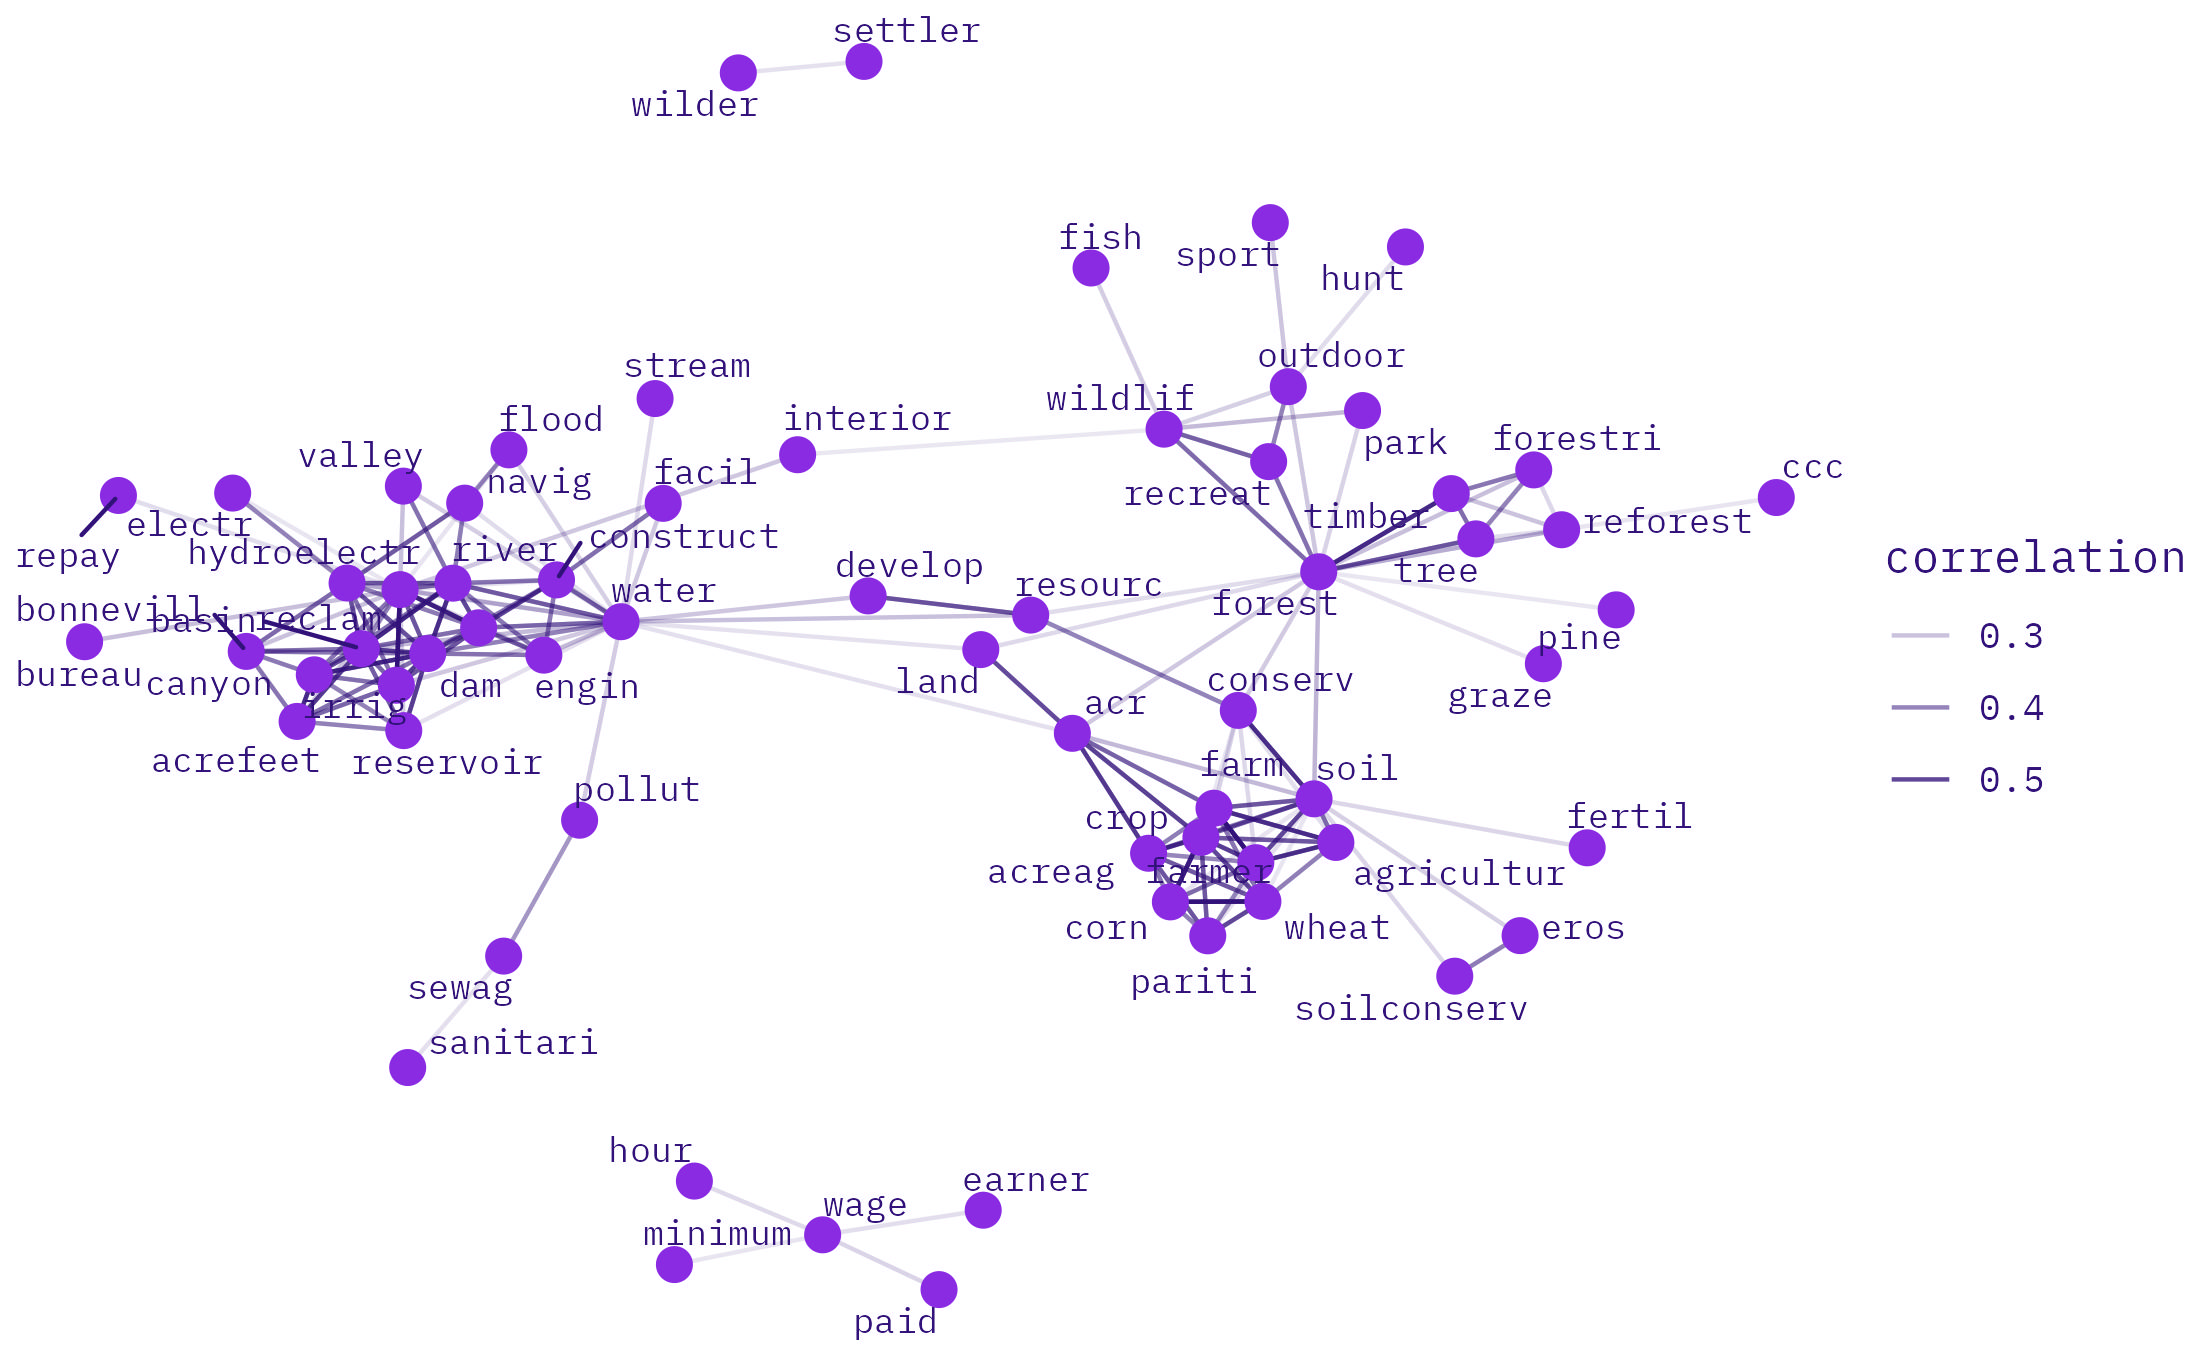 settler
wilder
fish
sport
hunt
outdoor
stream
wildlif
interior
flood
park
forestri
valley
facil
ccc
navig
recreat
timber
electr
reforest
construct
repay
hydroelectr
river
correlation
develop
tree
resourc
water
forest
bonnevill
basin
reclam
0.3
pine
bureau
canyon
dam
engin
land
conserv
graze
irrig
acr
0.4
acrefeet
reservoir
farm
soil
0.5
pollut
crop
fertil
acreag
farmer
agricultur
corn
wheat
eros
pariti
sewag
soilconserv
sanitari
hour
earner
wage
minimum
paid